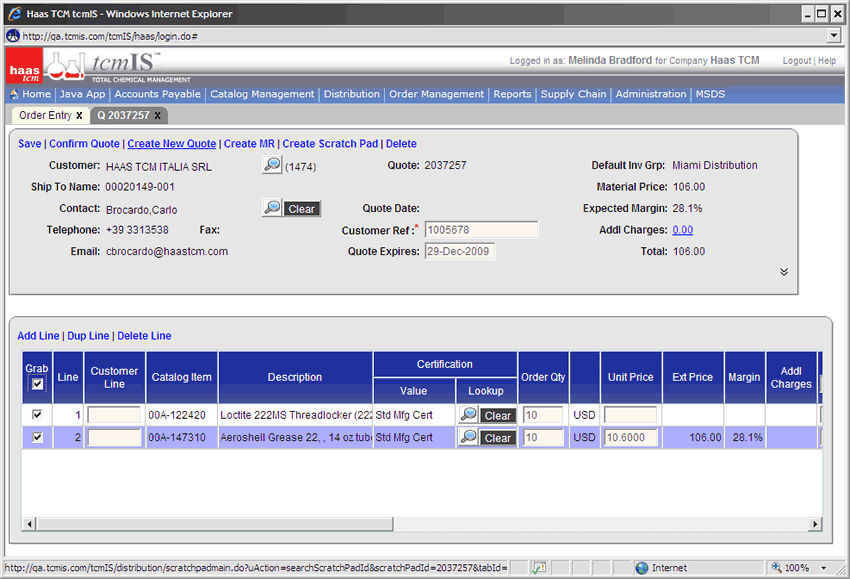 Haas TCM tcmIS - Windows Internet Explorer
http://qa.tcmis.com/tcmIS/haas/login.do#
haas tcm tcmIS™ TOTAL CHEMICAL MANAGEMENT
Logged in as: Melinda Bradford for Company Haas TCM Logout | Help
Home | Java App | Accounts Payable | Catalog Management | Distribution | Order Management | Reports | Supply Chain | Administration | MSDS
Order Entry x Q 2037257 x
Save | Confirm Quote | Create New Quote | Create MR | Create Scratch Pad | Delete
Customer: HAAS TCM ITALIA SRL (1474) Quote: 2037257 Default Inv Grp: Miami Distribution
Ship To Name: 00020149-001 Material Price: 106.00
Contact: Brocardo,Carlo Clear Quote Date: Expected Margin: 28.1%
Telephone: +39 3313538 Fax: Customer Ref :* 1005678 Addl Charges: 0.00
Email: cbrocardo@haastcm.com Quote Expires: 29-Dec-2009 Total: 106.00
Add Line | Dup Line | Delete Line
Grab Line Customer Line Catalog Item Description Certification Value Lookup Order Qty Unit Price Ext Price Margin Addl Charges
1 00A-122420 Loctite 222MS Threadlocker (222 Std Mfg Cert Clear 10 USD
2 00A-147310 Aeroshell Grease 22, , 14 oz tube Std Mfg Cert Clear 10 USD 10.6000 106.00 28.1%
http://qa.tcmis.com/tcmIS/distribution/scratchpadmain.do?uAction=searchScratchPadId&scratchPadId=2037257&tabId= Internet 100%